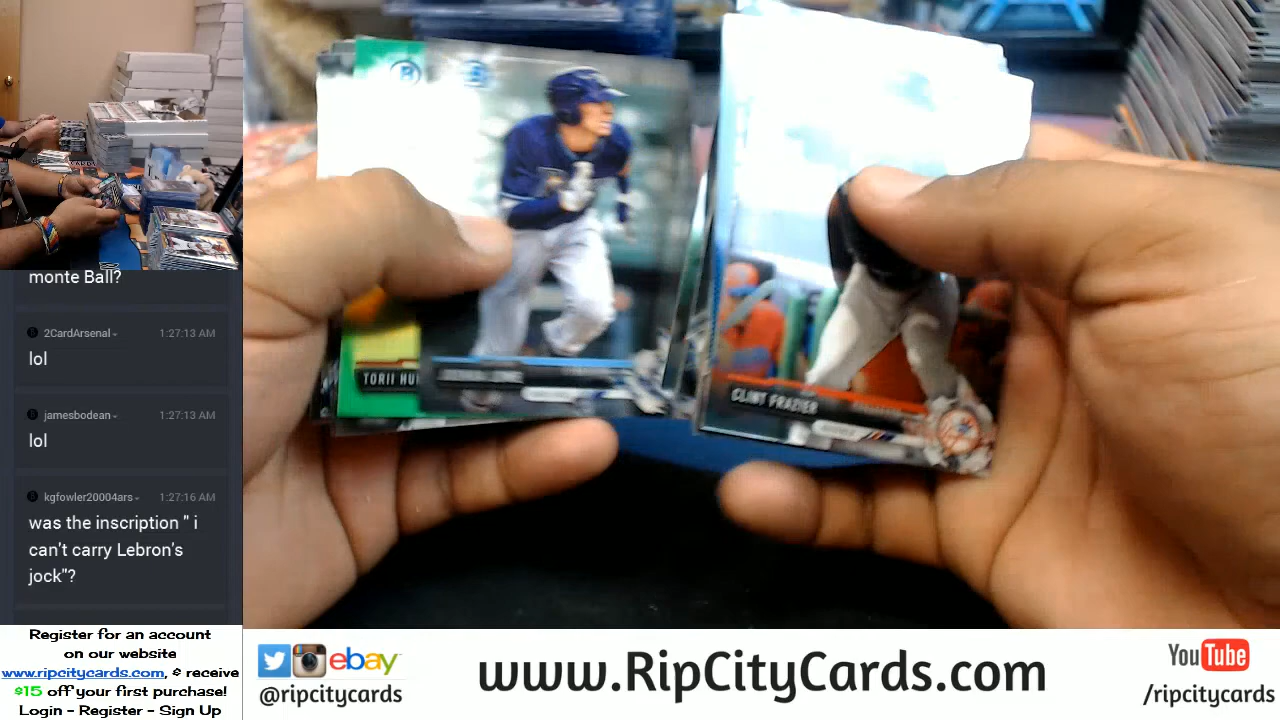 monte Ball?
2CardArsenal
1:27:13 AM
lol
jamesbodean
1:27:13 AM
lol
kgfowler20004ars
1:27:16 AM
was the inscription " i
can't carry Lebron's
jock"?
Register for an account
on our website
www.ripcitycards.com, & receive
$15 off your first purchase!
Login - Register - Sign Up
B
TORII HU
CLINT FRAZIER
ebay
@ripcitycards
www.RipCityCards.com
YouTube
/ripcitycards